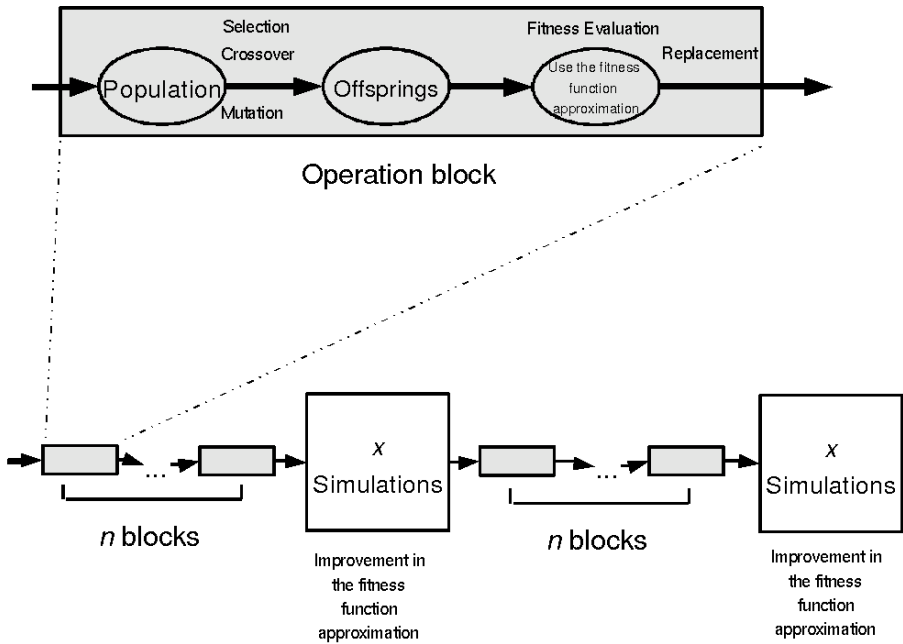 Selection
Crossover
Fitness Evaluation
Replacement
Population
Offsprings
Use the fitness
function
approximation
Mutation
Operation block
...
...
x
Simulations
x
Simulations
n blocks
n blocks
Improvement in
the fitness
function
approximation
Improvement in
the fitness
function
approximation